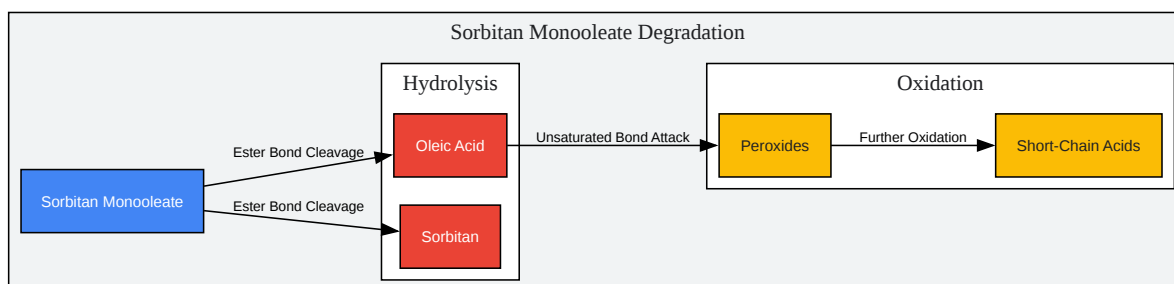 Sorbitan Monooleate Degradation
Hydrolysis
Oxidation
Ester Bond Cleavage
Oleic Acid
Unsaturated Bond Attack
Peroxides
Further Oxidation
Short-Chain Acids
Sorbitan Monooleate
Ester Bond Cleavage
Sorbitan